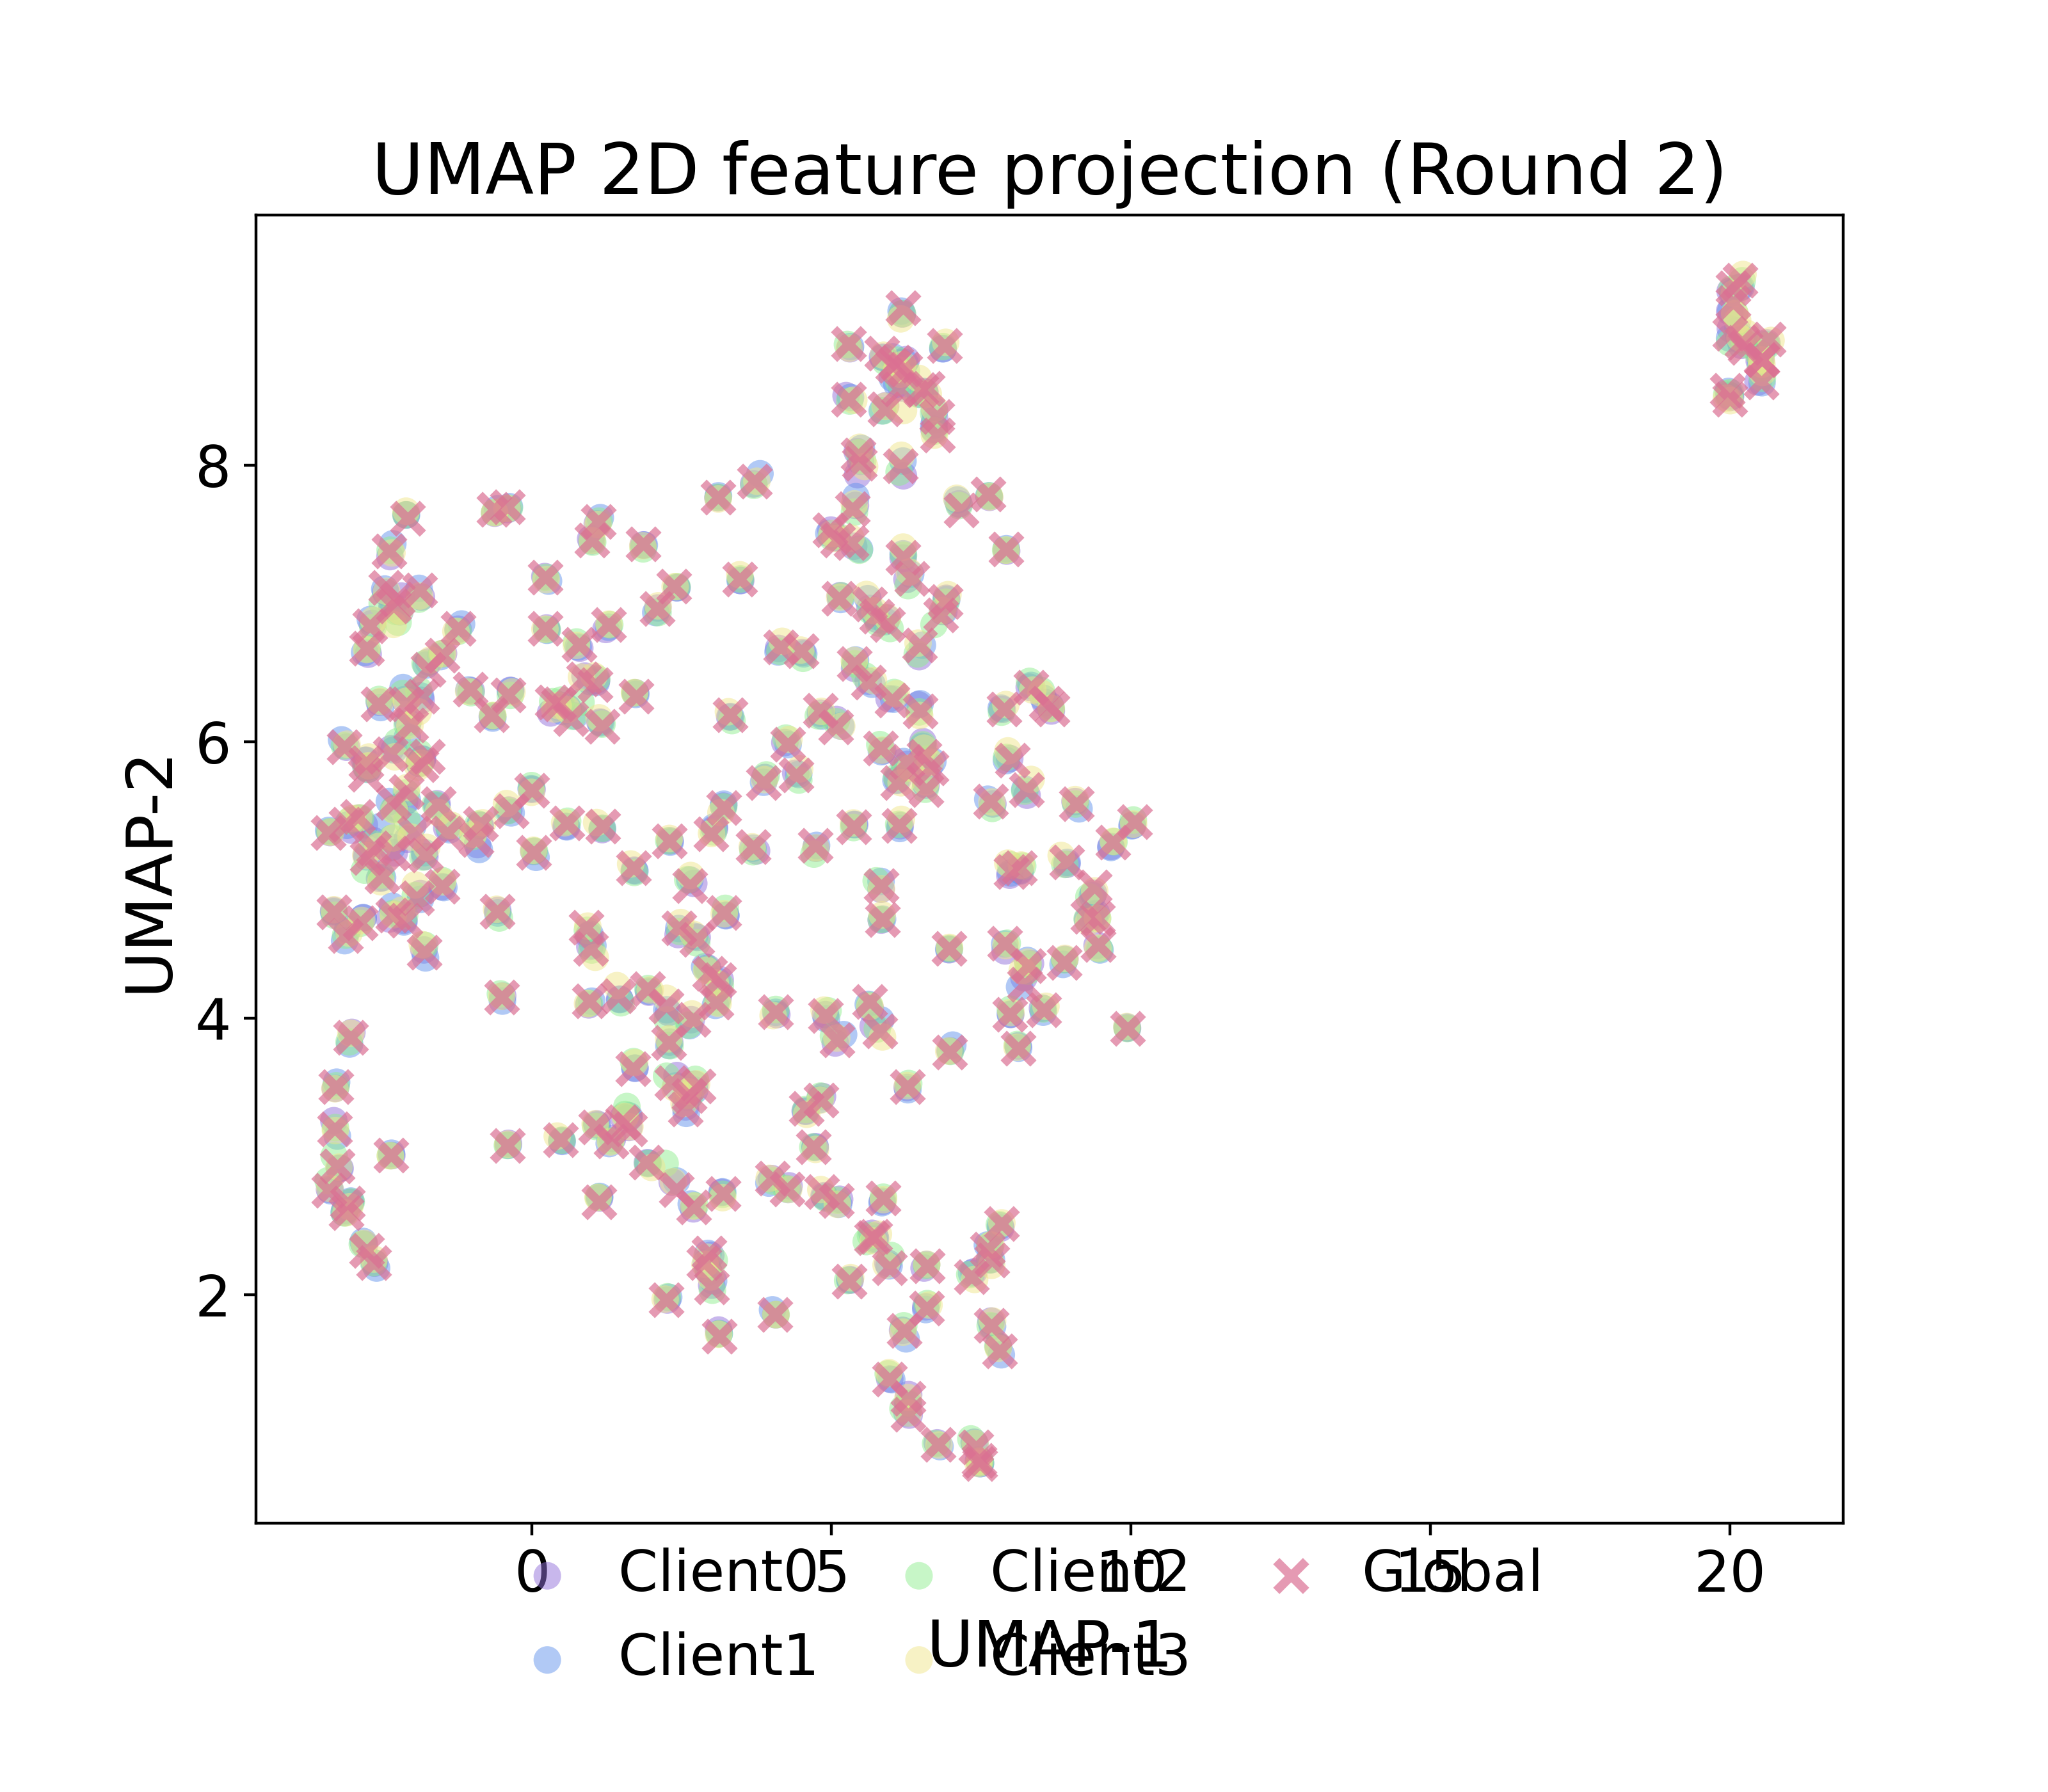 UMAP 2D feature projection (Round 2)
UMAP-2
8
6
4
2
0 5 10 15 20
Client0 Client2 Global
UMAP-1
Client1 Client3